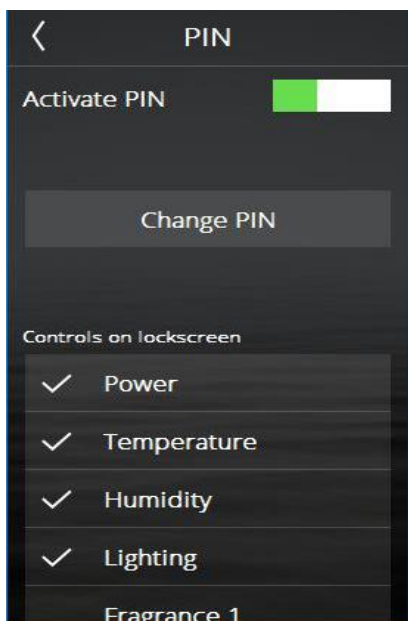 PIN
Activate PIN
Change PIN
Controls on lockscreen
Power
Temperature
Humidity
Lighting
Fragrance 1